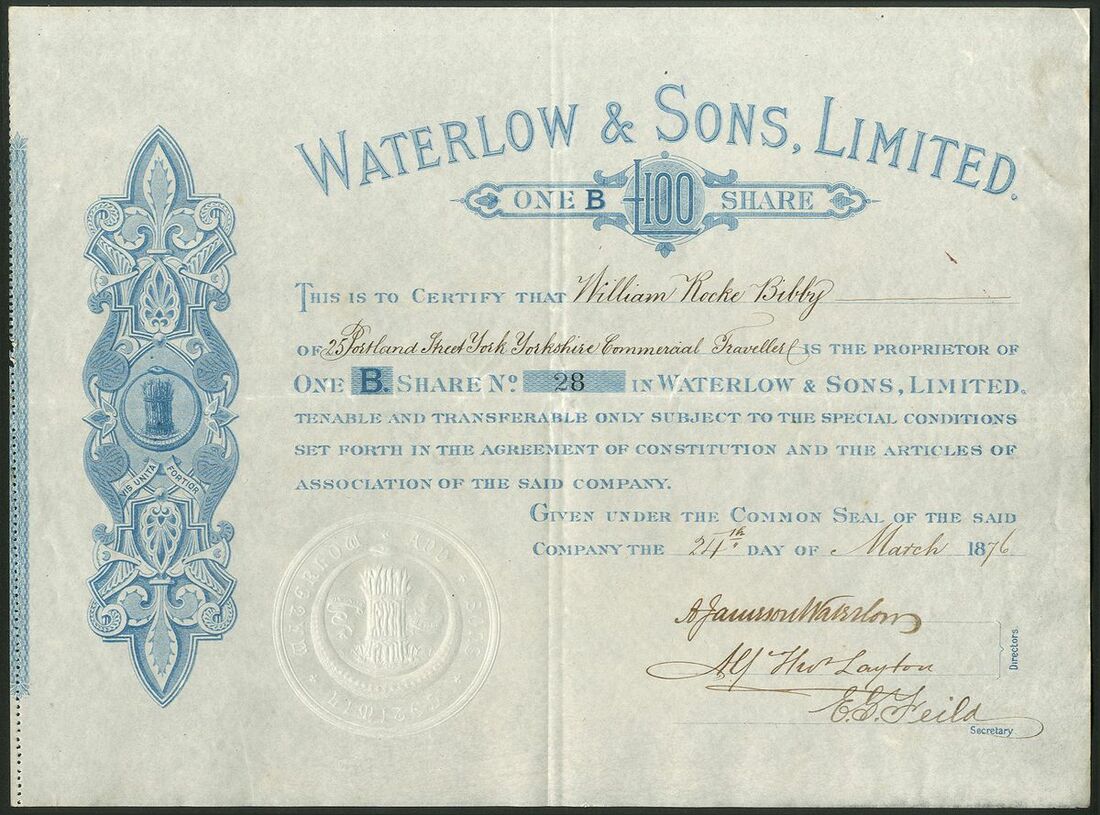 WATERLOW & SONS, LIMITED.
ONE B £100 SHARE
THIS IS TO CERTIFY THAT William Rocke Bibby
OF 25 Portland Street York Yorkshire Commercial Traveller IS THE PROPRIETOR OF
ONE B. SHARE No. 28 IN WATERLOW & SONS, LIMITED.
TENABLE AND TRANSFERABLE ONLY SUBJECT TO THE SPECIAL CONDITIONS
SET FORTH IN THE AGREEMENT OF CONSTITUTION AND THE ARTICLES OF
ASSOCIATION OF THE SAID COMPANY.
VIS UNITA FORTIOR
GIVEN UNDER THE COMMON SEAL OF THE SAID
COMPANY THE 24th DAY OF March 1876
WATERLOW AND SONS LIMITED
A Jameson Waterlow
Alf Thos Layton
Directors.
E. G. Feild
Secretary